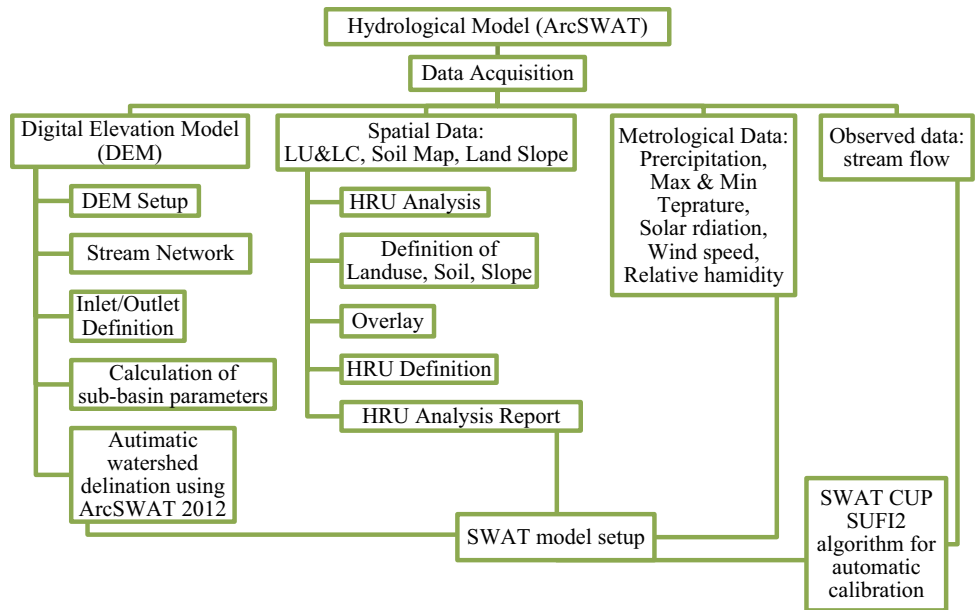 Hydrological Model (ArcSWAT)
Data Acquisition
Digital Elevation Model
(DEM)
DEM Setup
Stream Network
Inlet/Outlet
Definition
Calculation of
sub-basin parameters
Autimatic
watershed
delination using
ArcSWAT 2012
Spatial Data:
LU&LC, Soil Map, Land Slope
HRU Analysis
Definition of
Landuse, Soil, Slope
Overlay
HRU Definition
HRU Analysis Report
Metrological Data:
Prercipitation,
Max & Min
Teprature,
Solar rdiation,
Wind speed,
Relative hamidity
Observed data:
stream flow
SWAT model setup
SWAT CUP
SUFI2
algorithm for
automatic
calibration